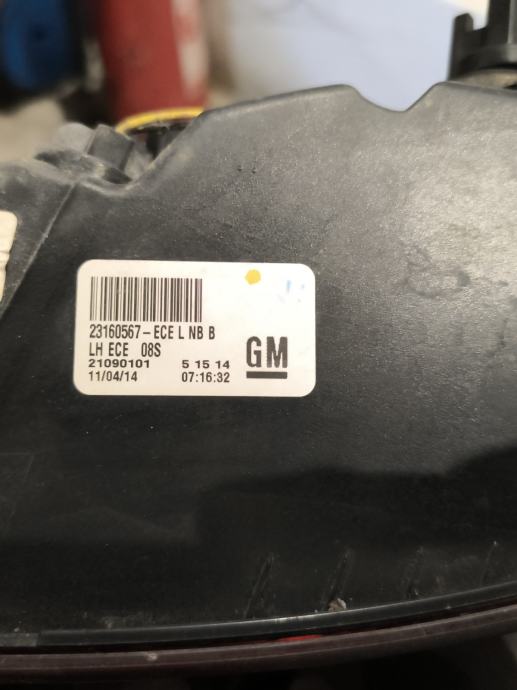 23160567-ECE L NB B
LH ECE 08S
21090101 5 15 14
11/04/14 07:16:32
GM